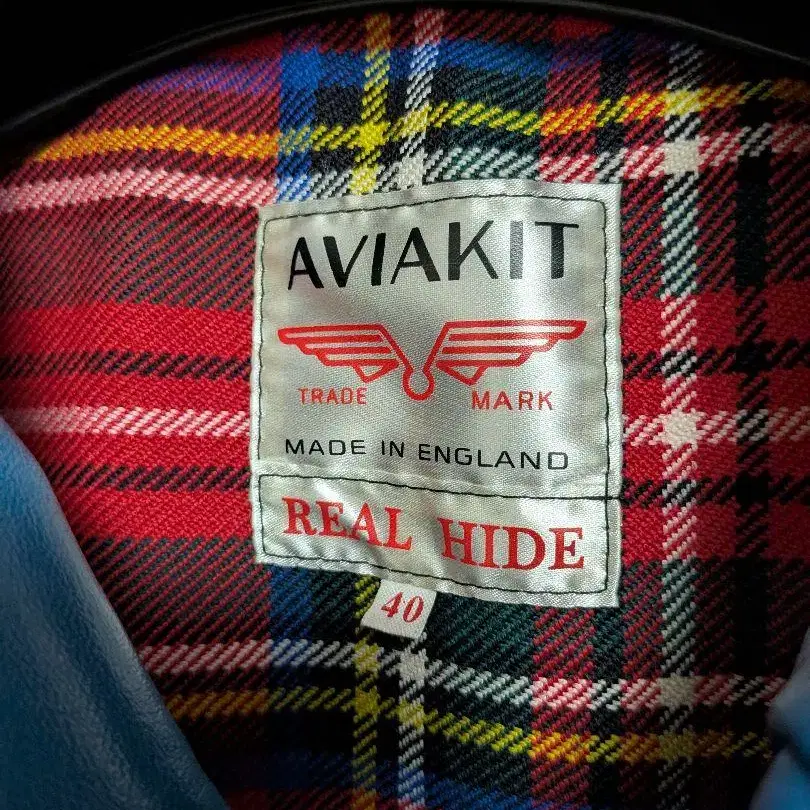 AVIAKIT
TRADE MARK
MADE IN ENGLAND
REAL HIDE
40